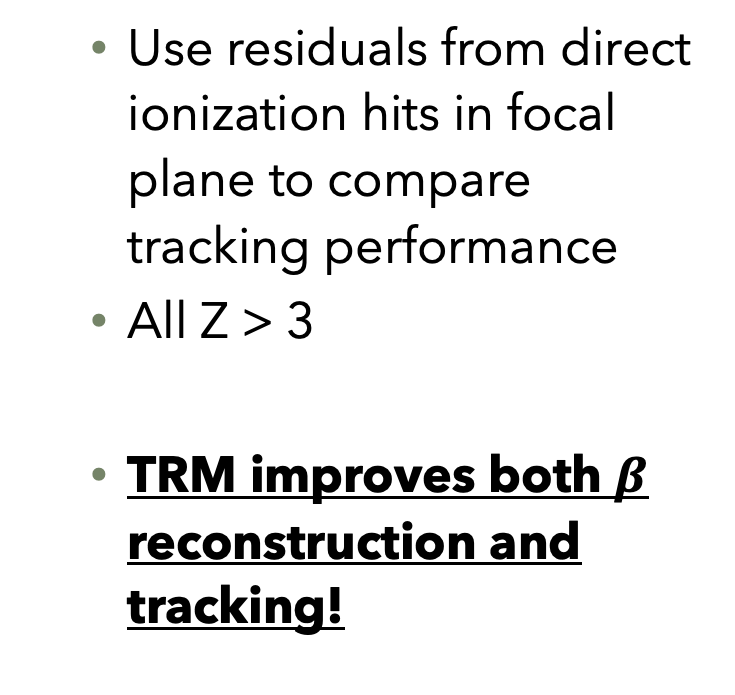 • Use residuals from direct
ionization hits in focal
plane to compare
tracking performance
• All Z > 3
• TRM improves both β
reconstruction and
tracking!